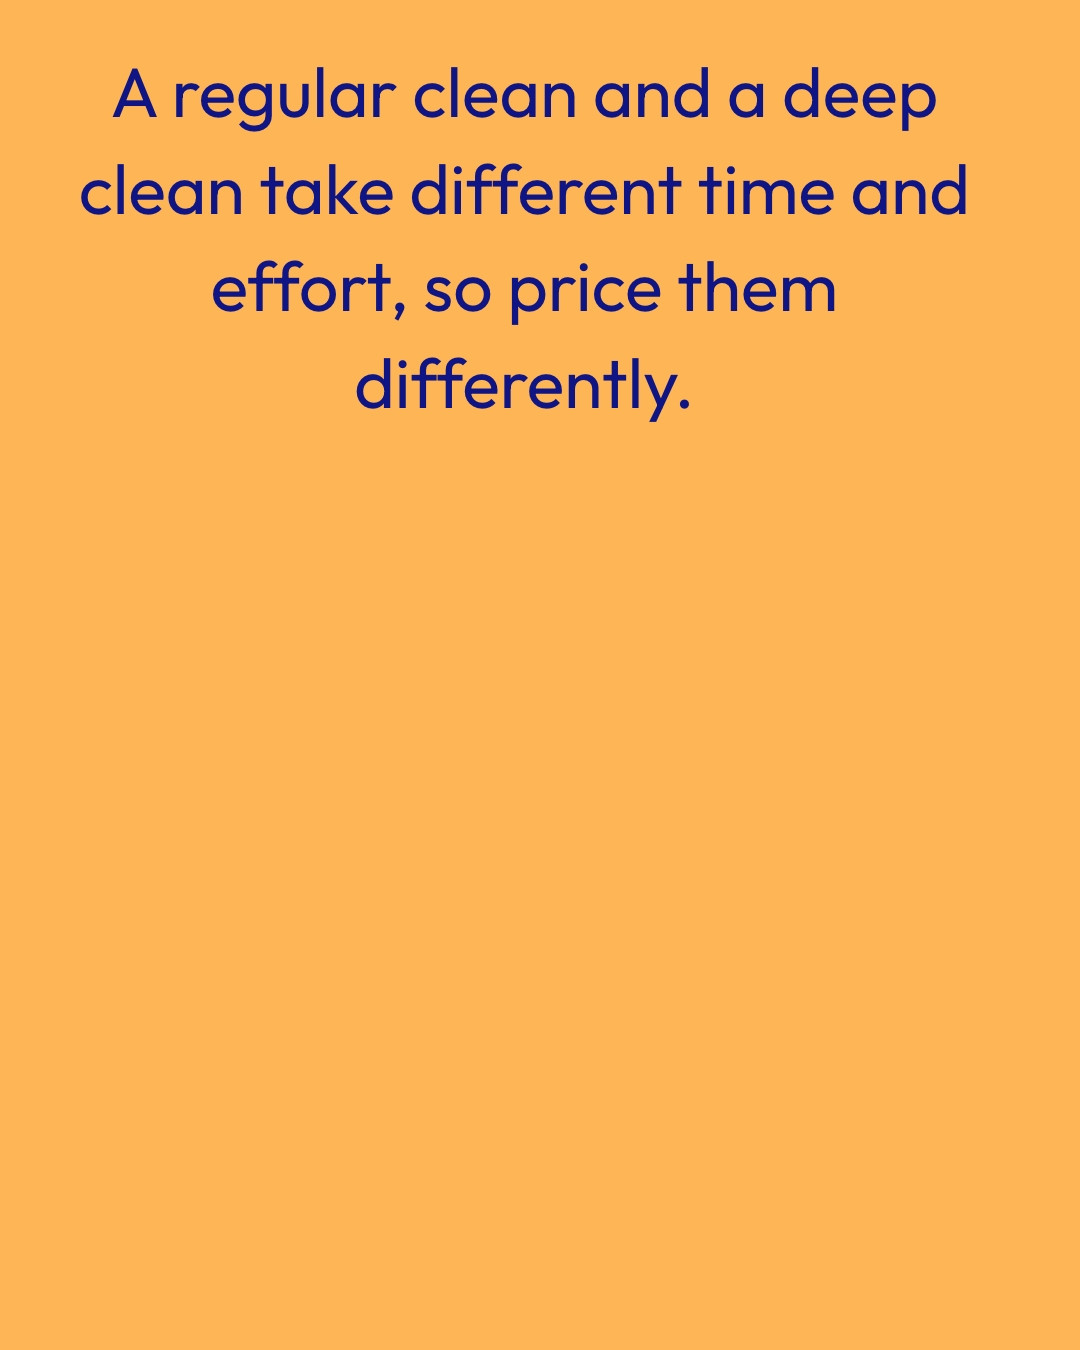 A regular clean and a deep
clean take different time and
effort, so price them
differently.